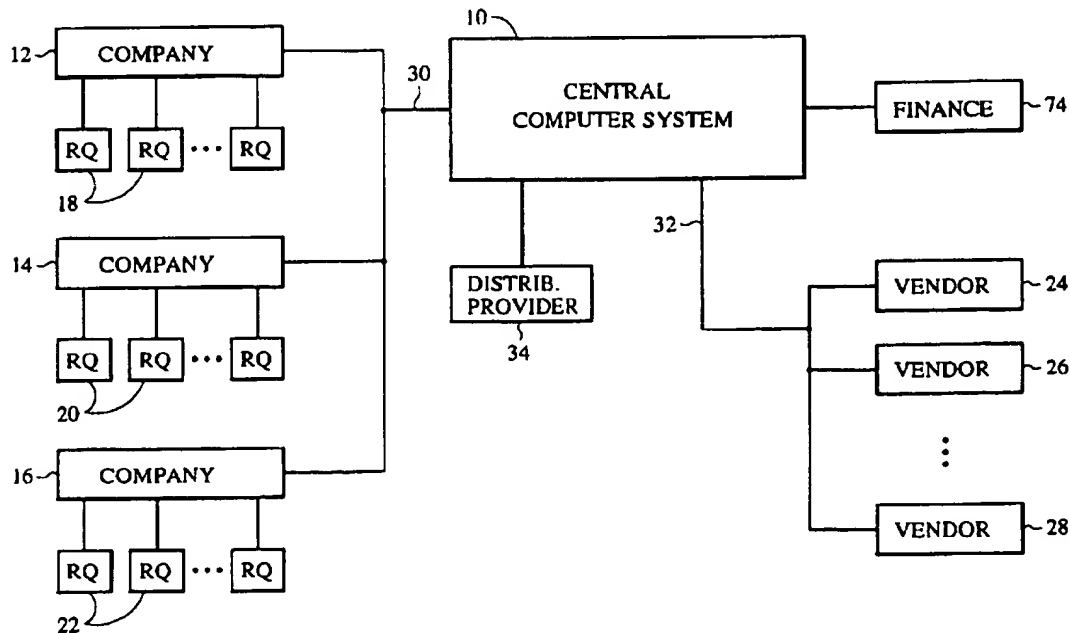 10
12 COMPANY
30
CENTRAL
COMPUTER SYSTEM
FINANCE 74
RQ RQ ••• RQ
18
32
14 COMPANY
DISTRIB.
PROVIDER
34
VENDOR 24
RQ RQ ••• RQ
VENDOR 26
20
16 COMPANY
VENDOR 28
RQ RQ ••• RQ
22